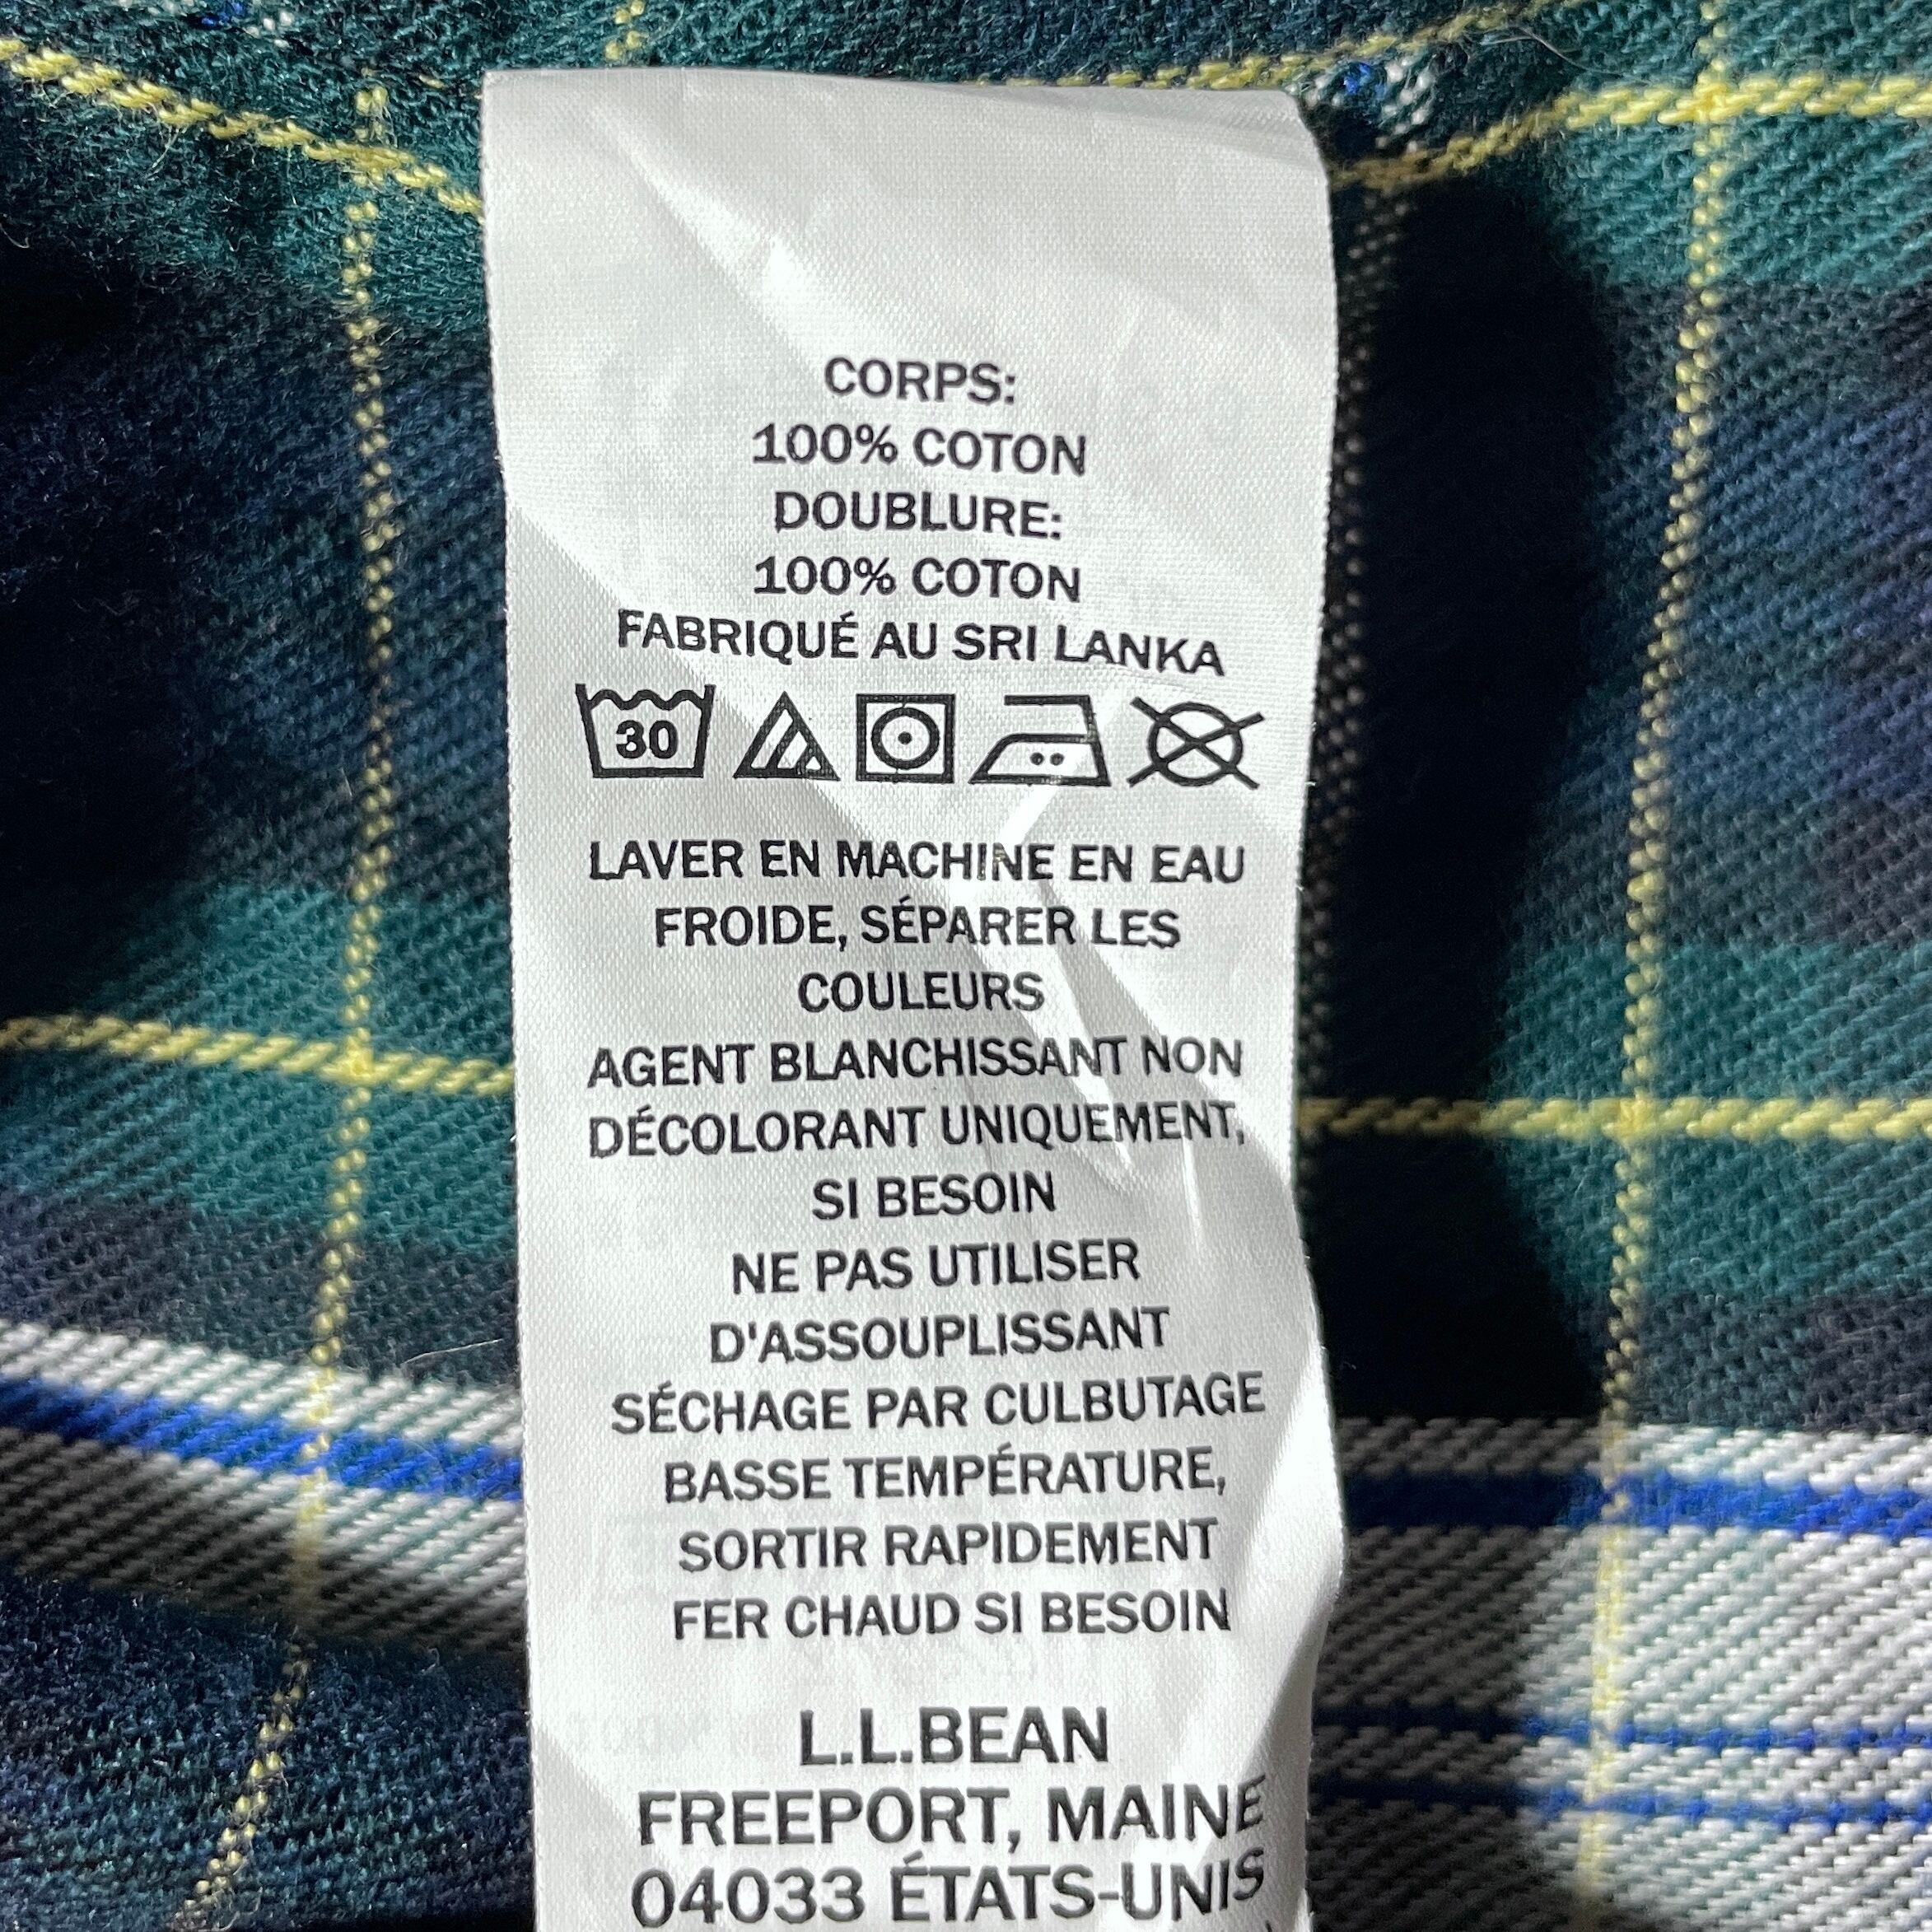 CORPS:
100% COTON
DOUBLURE:
100% COTON
FABRIQUÉ AU SRI LANKA
30
LAVER EN MACHINE EN EAU
FROIDE, SÉPARER LES
COULEURS
AGENT BLANCHISSANT NON
DÉCOLORANT UNIQUEMENT,
SI BESOIN
NE PAS UTILISER
D'ASSOUPLISSANT
SÉCHAGE PAR CULBUTAGE
BASSE TEMPÉRATURE,
SORTIR RAPIDEMENT
FER CHAUD SI BESOIN
L.L.BEAN
FREEPORT, MAINE
04033 ÉTATS-UNIS